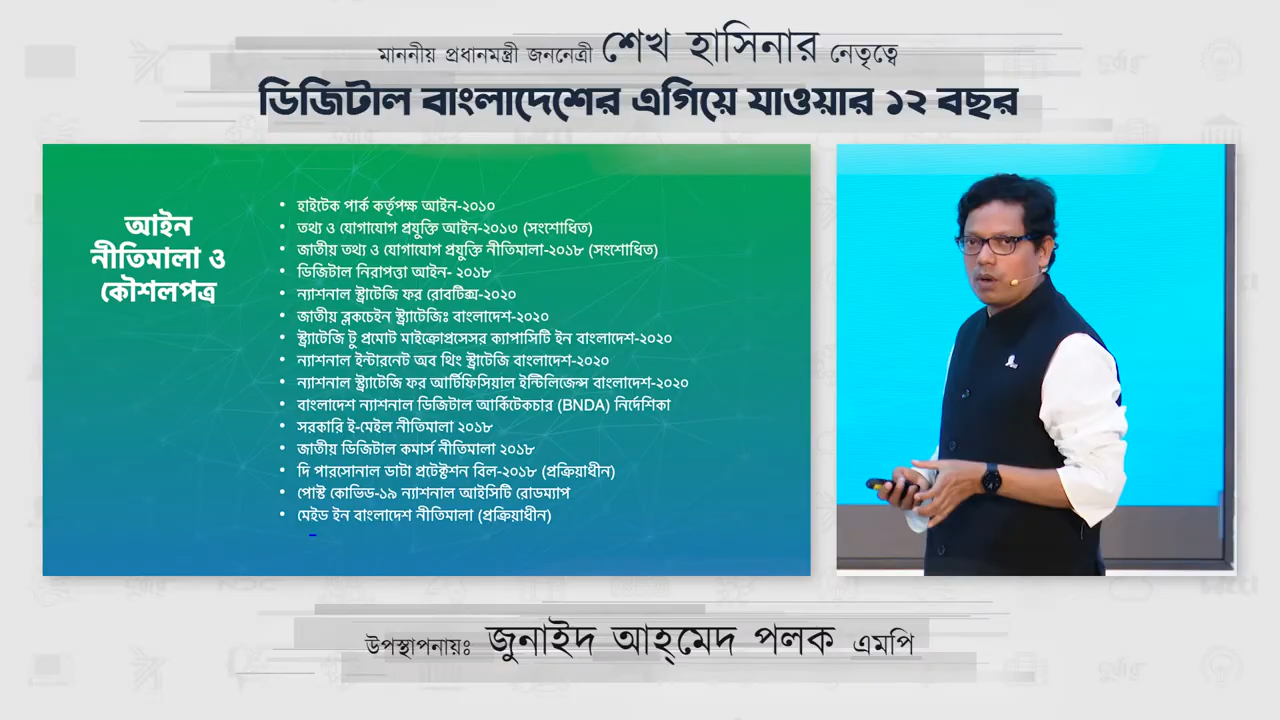 মাননীয় প্রধানমন্ত্রী জননেত্রী শেখ হাসিনার নেতৃত্বে
ডিজিটাল বাংলাদেশের এগিয়ে যাওয়ার ১২ বছর
আইন
নীতিমালা ও
কৌশলপত্র
• হাইটেক পার্ক কর্তৃপক্ষ আইন-২০১০
• তথ্য ও যোগাযোগ প্রযুক্তি আইন-২০১৩ (সংশোধিত)
• জাতীয় তথ্য ও যোগাযোগ প্রযুক্তি নীতিমালা-২০১৮ (সংশোধিত)
• ডিজিটাল নিরাপত্তা আইন- ২০১৮
• ন্যাশনাল স্ট্রাটেজি ফর রোবটিক্স-২০২০
• জাতীয় ব্লকচেইন স্ট্র্যাটেজিঃ বাংলাদেশ-২০২০
• স্ট্র্যাটেজি টু প্রমোট মাইক্রোপ্রসেসর ক্যাপাসিটি ইন বাংলাদেশ-২০২০
• ন্যাশনাল ইন্টারনেট অব থিং স্ট্রাটেজি বাংলাদেশ-২০২০
• ন্যাশনাল স্ট্র্যাটেজি ফর আর্টিফিসিয়াল ইন্টিলিজেন্স বাংলাদেশ-২০২০
• বাংলাদেশ ন্যাশনাল ডিজিটাল আর্কিটেকচার (BNDA) নির্দেশিকা
• সরকারি ই-মেইল নীতিমালা ২০১৮
• জাতীয় ডিজিটাল কমার্স নীতিমালা ২০১৮
• দি পারসোনাল ডাটা প্রটেক্টশন বিল-২০১৮ (প্রক্রিয়াধীন)
• পোস্ট কোভিড-১৯ ন্যাশনাল আইসিটি রোডম্যাপ
• মেইড ইন বাংলাদেশ নীতিমালা (প্রক্রিয়াধীন)
উপস্থাপনায়ঃ জুনাইদ আহ্‌মেদ পলক এমপি